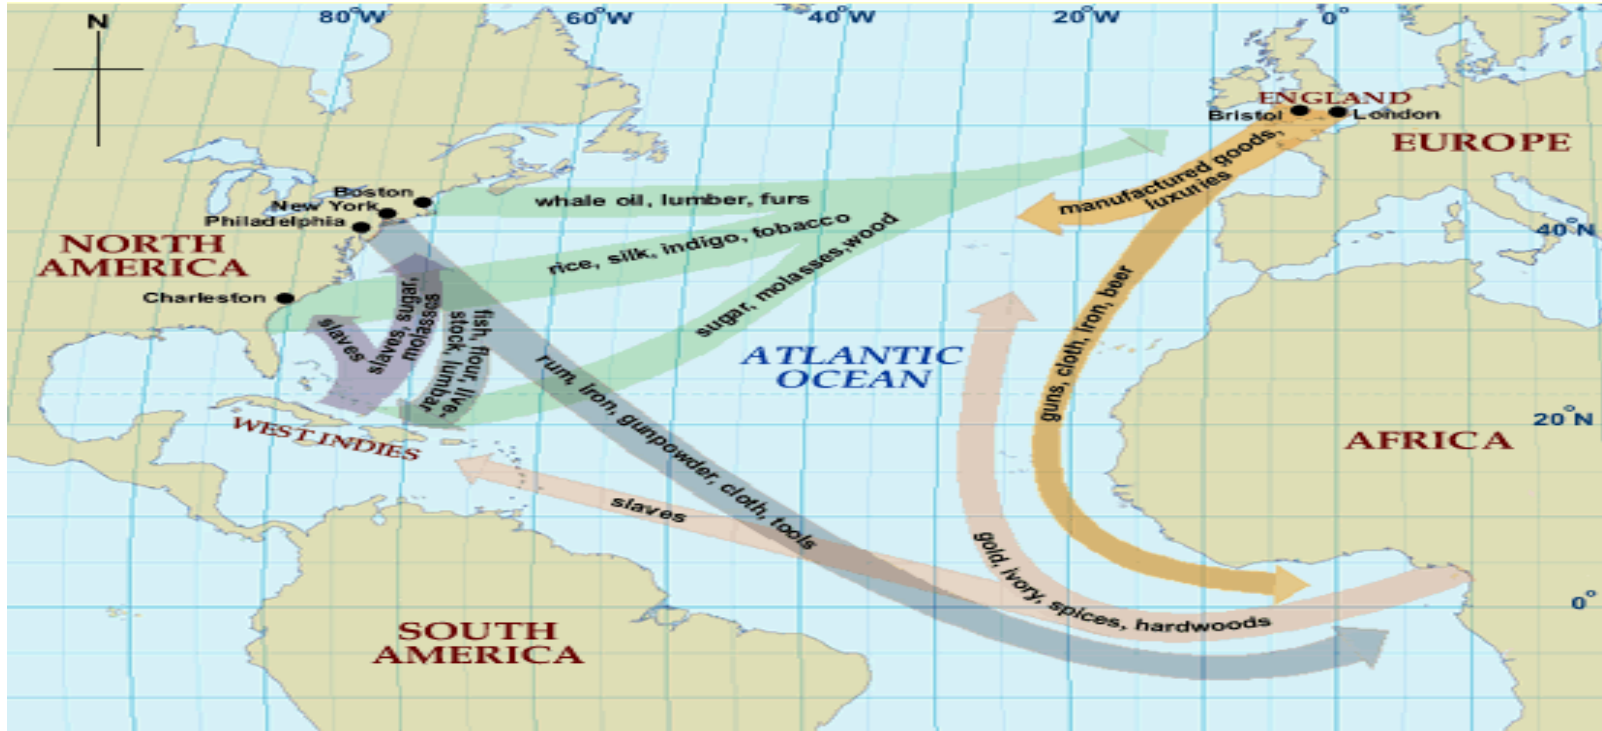 N
80°W
60°W
40°W
20°W
0°
ENGLAND
Bristol
London
EUROPE
manufactured goods,
luxuries
Boston
New York
Philadelphia
whale oil, lumber, furs
rice, silk, indigo, tobacco
sugar, molasses,wood
NORTH
AMERICA
40°N
Charleston
slaves
slaves, sugar,
molasses
fish, flour, live-
stock, lumbar
rum, iron, gunpowder, cloth, tools
ATLANTIC
OCEAN
guns, cloth, iron, beer
20°N
WEST INDIES
AFRICA
slaves
gold, ivory, spices, hardwoods
0°
SOUTH
AMERICA